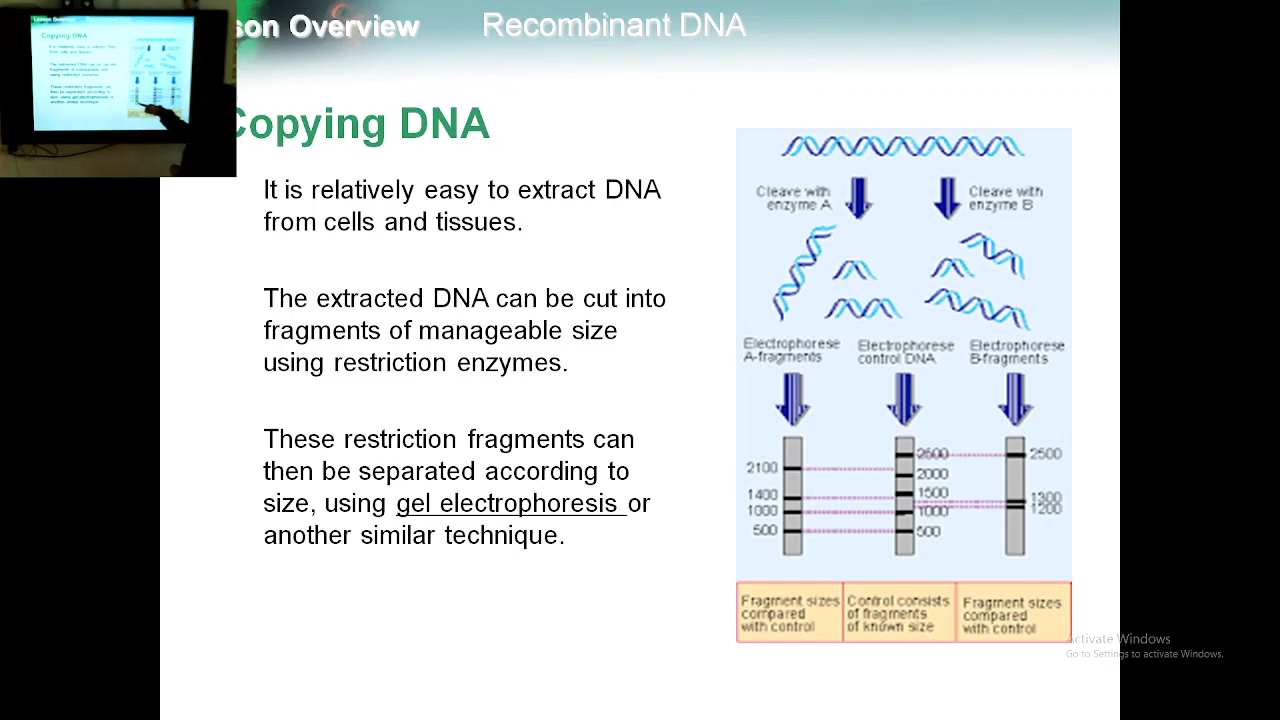 son Overview
Recombinant DNA
Copying DNA
It is relatively easy to extract DNA
from cells and tissues.
The extracted DNA can be cut into
fragments of manageable size
using restriction enzymes.
These restriction fragments can
then be separated according to
size, using gel electrophoresis or
another similar technique.
Cleave with
enzyme A
Cleave with
enzyme B
Electrophorese
A-fragments
Electrophorese
control DNA
Electrophorese
B-fragments
2100
1400
1000
500
2500
2000
1500
1000
500
2500
1300
1200
Fragment sizes
compared
with control
Control consists
of fragments
of known size
Fragment sizes
compared
with control
Activate Windows
Go to Settings to activate Windows.
Lesson Overview
Copying DNA